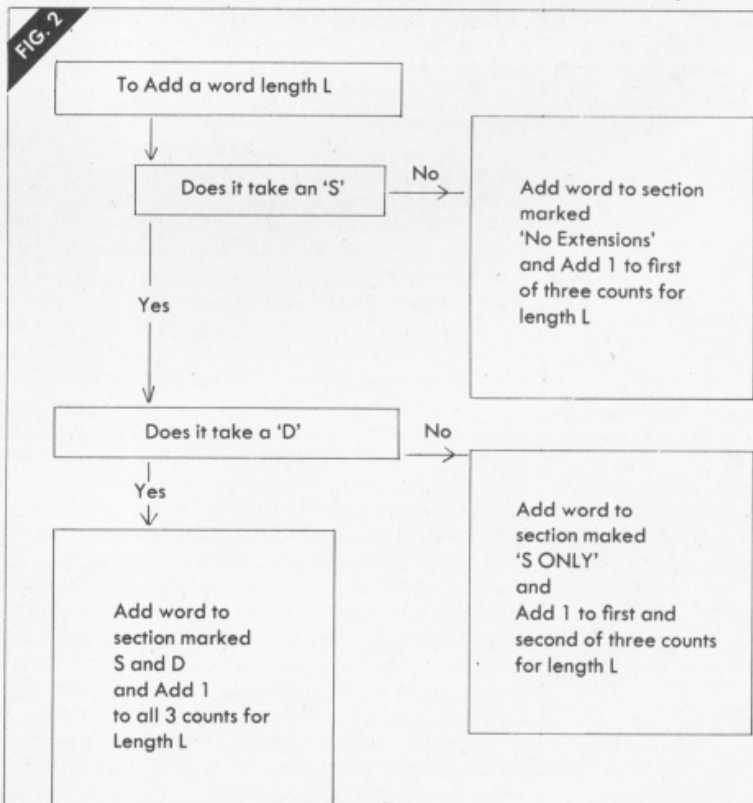 FIG. 2
To Add a word length L
Does it take an 'S'
No
Add word to section
marked
'No Extensions'
and Add 1 to first
of three counts for
length L
Yes
Does it take a 'D'
No
Yes
Add word to
section maked
'S ONLY'
and
Add 1 to first and
second of three counts
for length L
Add word to
section marked
S and D
and Add 1
to all 3 counts for
Length L